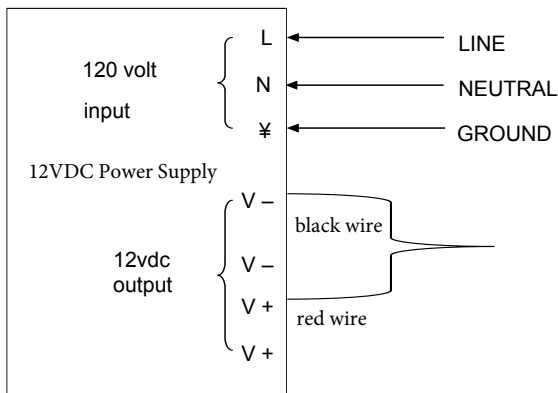 L
LINE
120 volt
input
N
NEUTRAL
¥
GROUND
12VDC Power Supply
V –
black wire
12vdc
output
V –
V +
red wire
V +